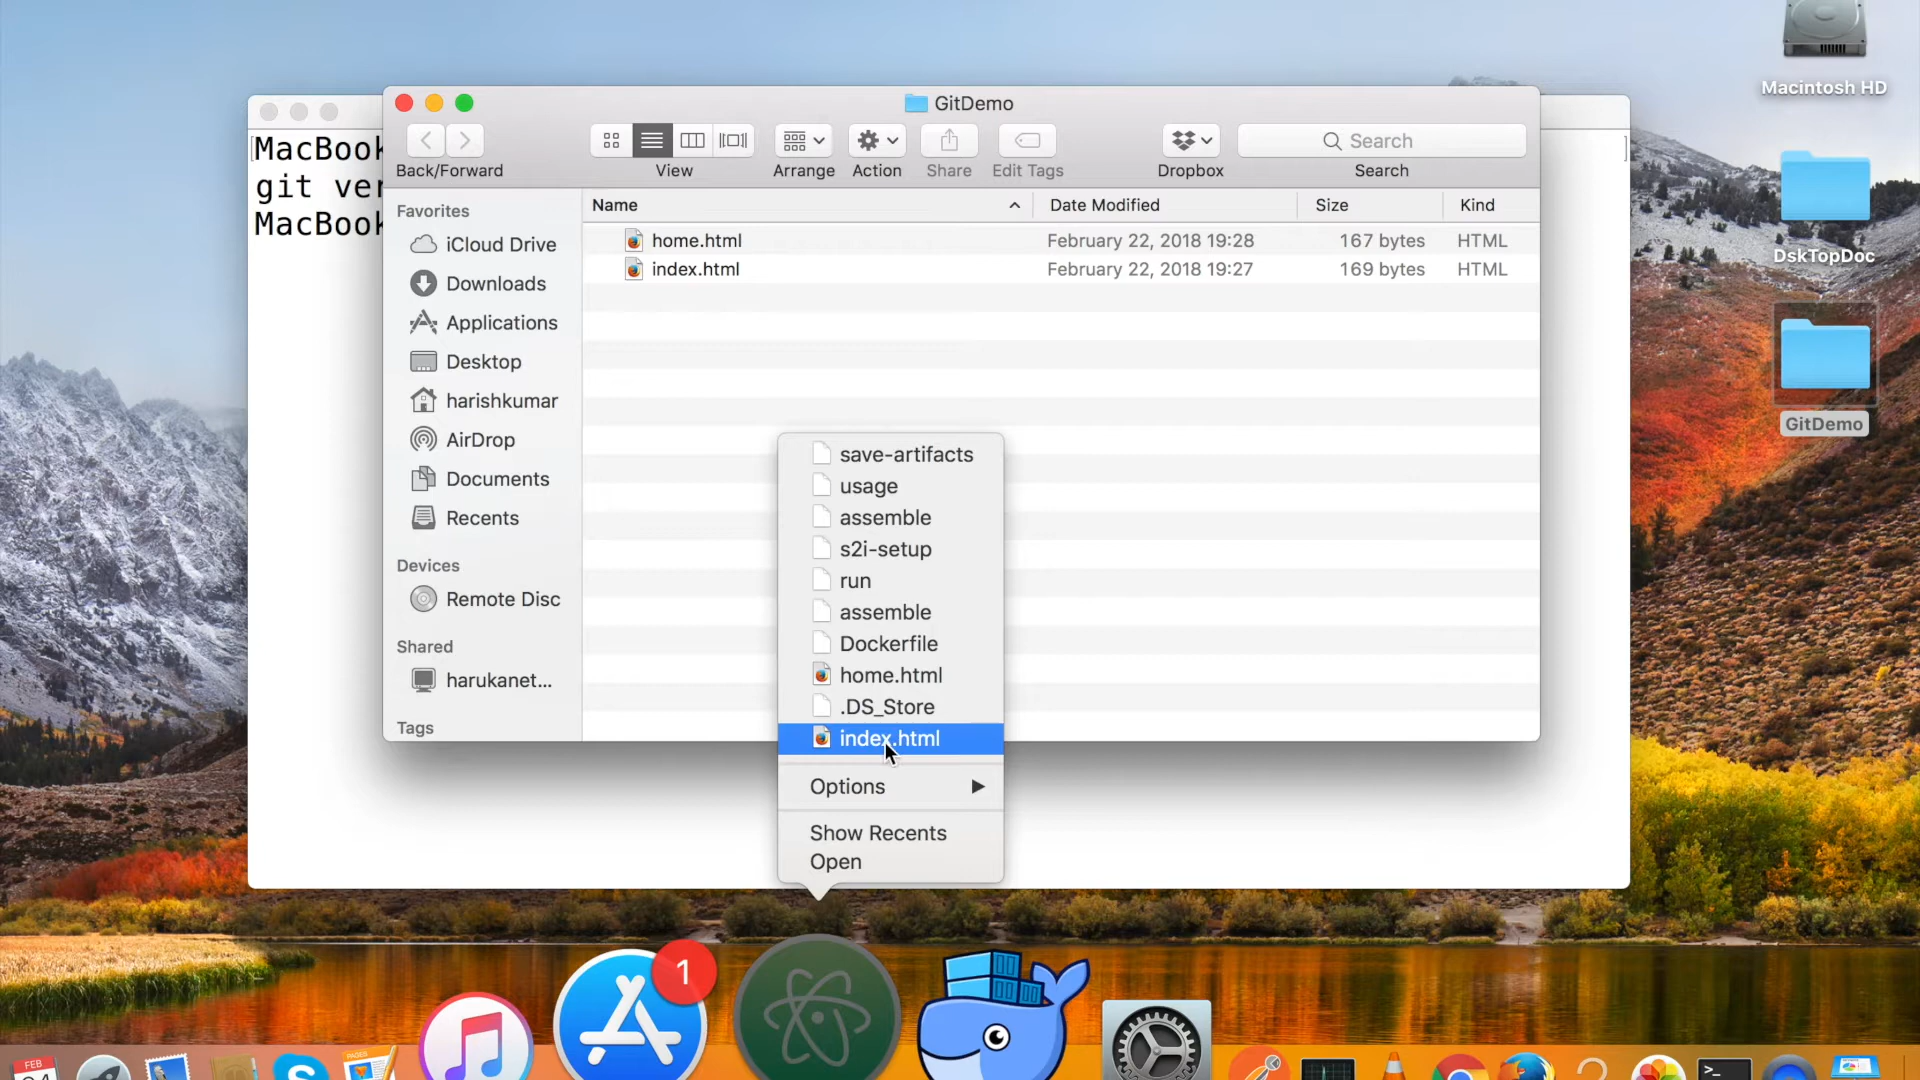 Macintosh HD
GitDemo
MacBook
git ver
MacBook
Back/Forward
View
Arrange
Action
Share
Edit Tags
Dropbox
Search
Search
Favorites
iCloud Drive
Downloads
Applications
Desktop
harishkumar
AirDrop
Documents
Recents
Devices
Remote Disc
Shared
harukanet...
Tags
Name Date Modified Size Kind
home.html February 22, 2018 19:28 167 bytes HTML
index.html February 22, 2018 19:27 169 bytes HTML
save-artifacts
usage
assemble
s2i-setup
run
assemble
Dockerfile
home.html
.DS_Store
index.html
Options
Show Recents
Open
DskTopDoc
GitDemo
1
FEB
PAGES